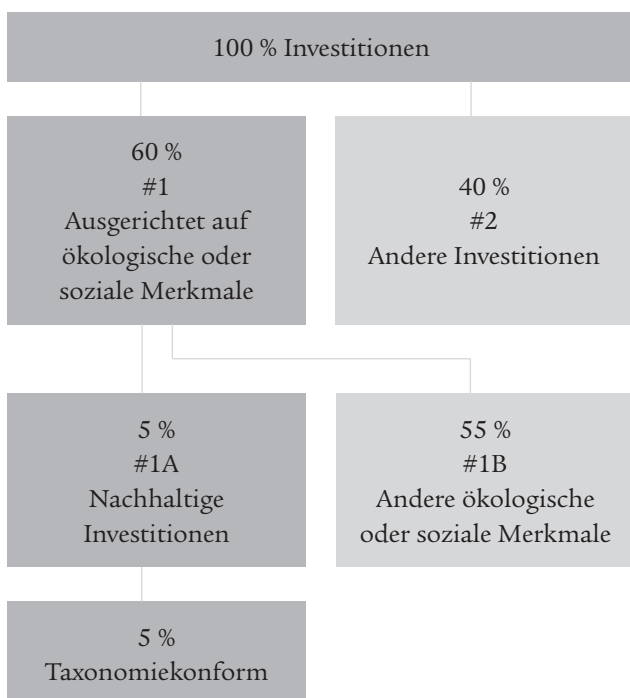 100 % Investitionen
60 %
#1
Ausgerichtet auf
ökologische oder
soziale Merkmale
40 %
#2
Andere Investitionen
5 %
#1A
Nachhaltige
Investitionen
55 %
#1B
Andere ökologische
oder soziale Merkmale
5 %
Taxonomiekonform